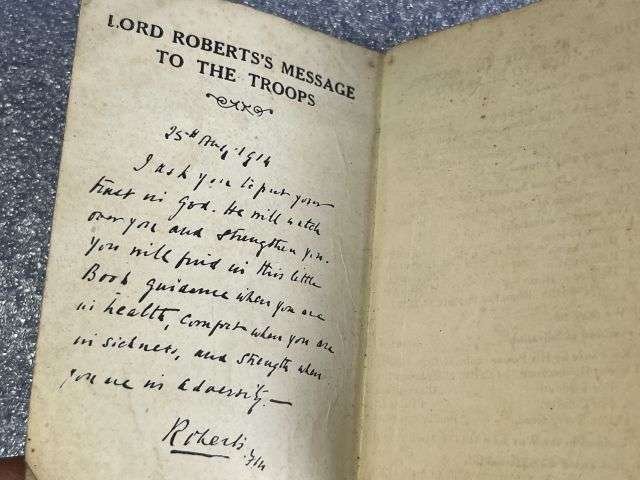 LORD ROBERTS'S MESSAGE
TO THE TROOPS
25th Aug. 1914
I ask you to put your
trust in God. He will watch
over you and strengthen you.
You will find in this little
Book guidance when you are
in health, comfort when you are
in sickness, and strength when
you are in adversity.—
Roberts, FM